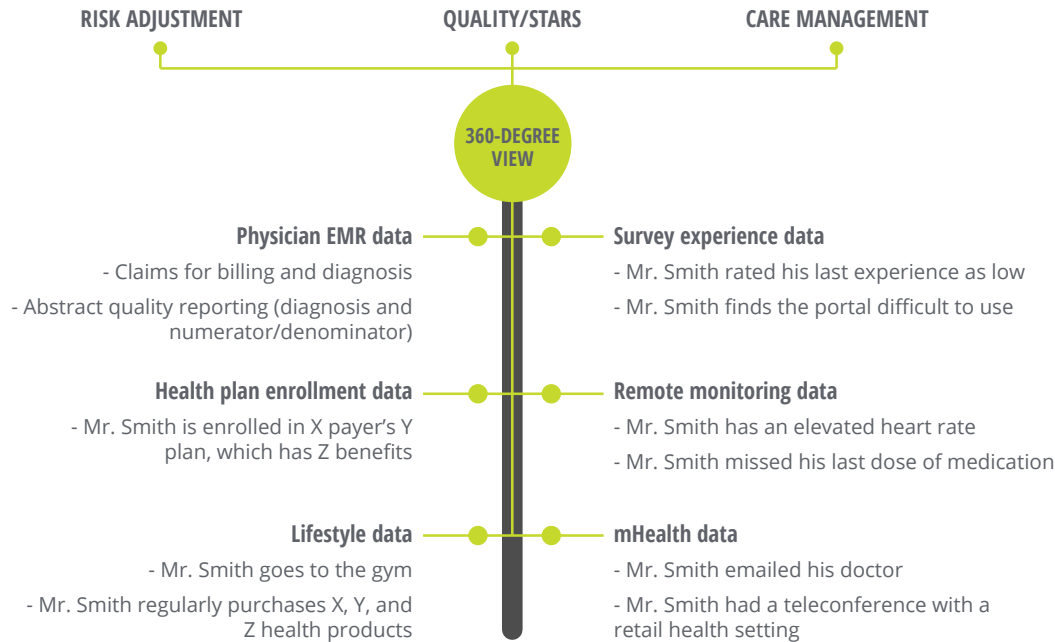 RISK ADJUSTMENT
QUALITY/STARS
CARE MANAGEMENT
360-DEGREE
VIEW
Physician EMR data
- Claims for billing and diagnosis
- Abstract quality reporting (diagnosis and
numerator/denominator)
Survey experience data
- Mr. Smith rated his last experience as low
- Mr. Smith finds the portal difficult to use
Health plan enrollment data
- Mr. Smith is enrolled in X payer’s Y
plan, which has Z benefits
Remote monitoring data
- Mr. Smith has an elevated heart rate
- Mr. Smith missed his last dose of medication
Lifestyle data
- Mr. Smith goes to the gym
- Mr. Smith regularly purchases X, Y, and
Z health products
mHealth data
- Mr. Smith emailed his doctor
- Mr. Smith had a teleconference with a
retail health setting